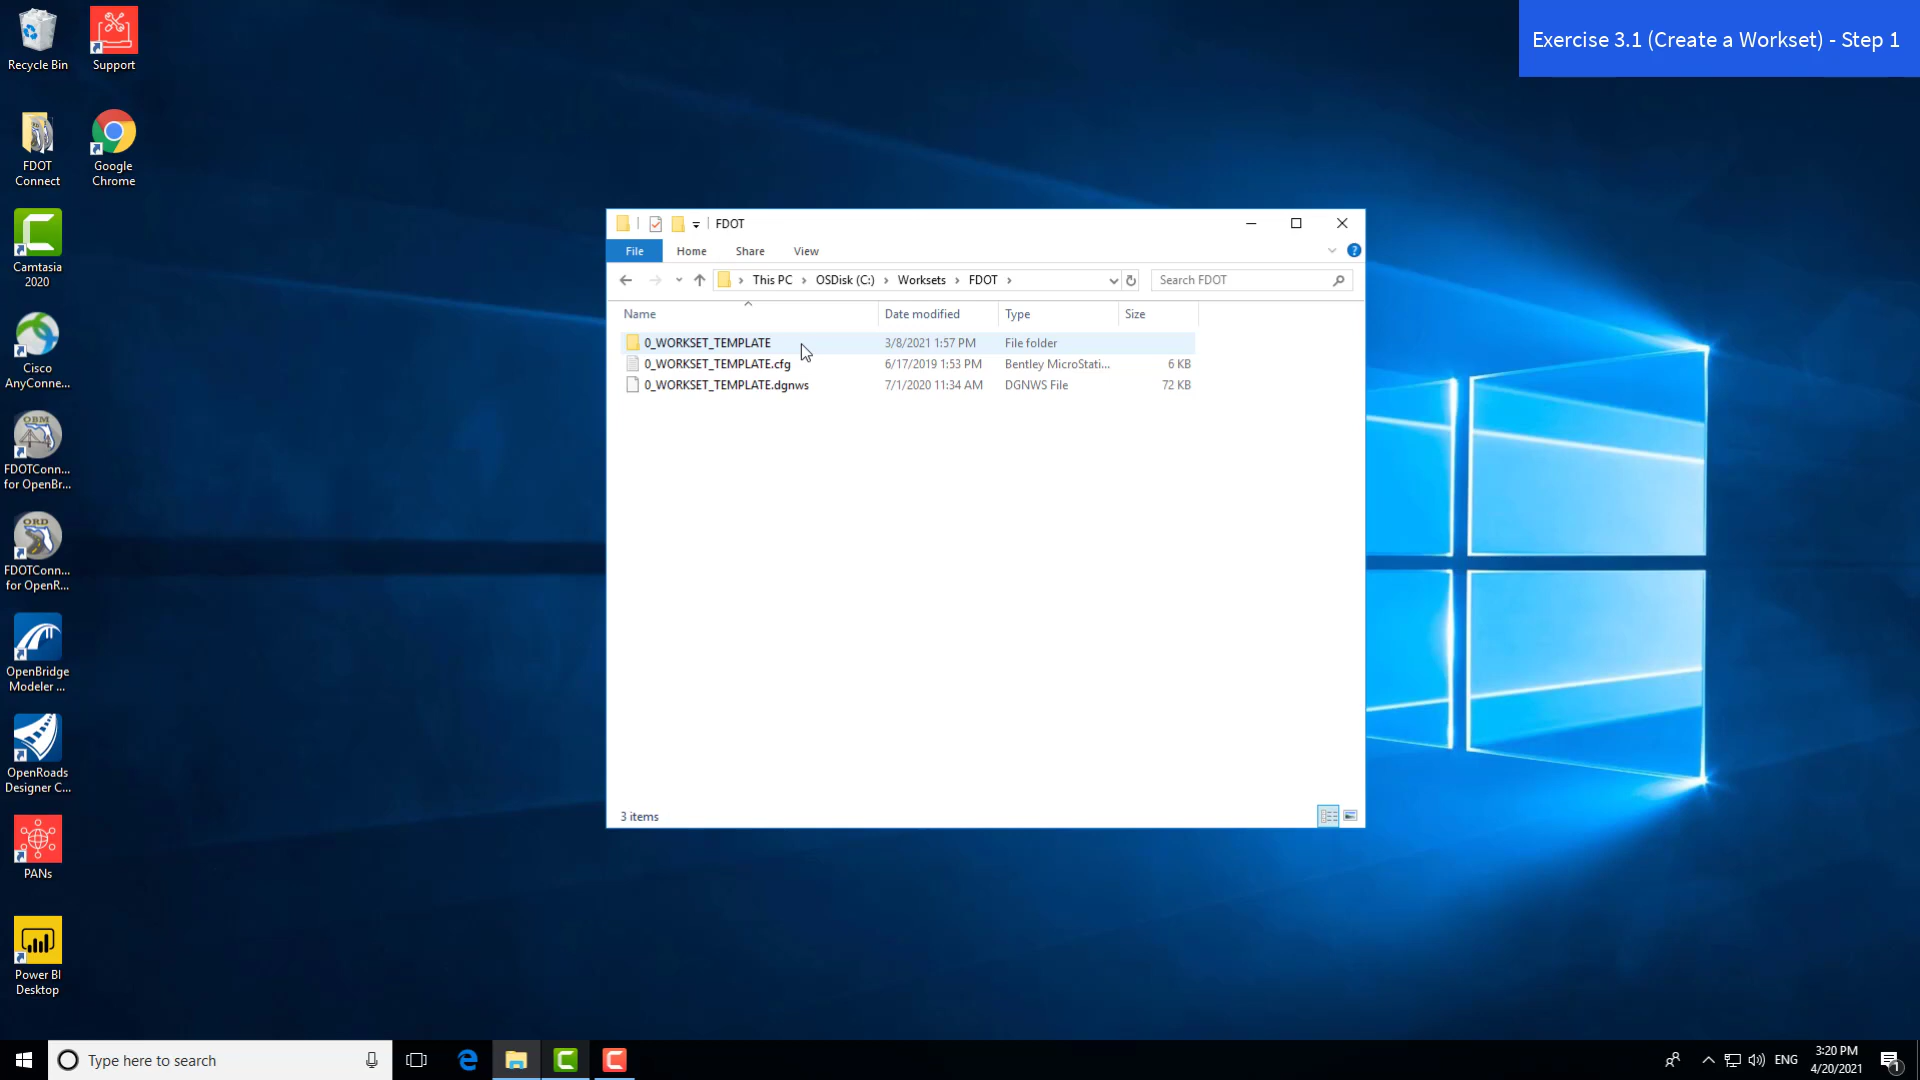 Exercise 3.1 (Create a Workset) - Step 1
Recycle Bin
Support
FDOT
Connect
Google
Chrome
Camtasia
2020
Cisco
AnyConne...
OBM
FDOTConn...
for OpenBr...
ORD
FDOTConn...
for OpenR...
OpenBridge
Modeler ...
OpenRoads
Designer C...
PANs
Power BI
Desktop
FDOT
File
Home
Share
View
This PC
OSDisk (C:)
Worksets
FDOT
Search FDOT
Name
Date modified
Type
Size
0_WORKSET_TEMPLATE
3/8/2021 1:57 PM
File folder
0_WORKSET_TEMPLATE.cfg
6/17/2019 1:53 PM
Bentley MicroStati...
6 KB
0_WORKSET_TEMPLATE.dgnws
7/1/2020 11:34 AM
DGNWS File
72 KB
3 items
Type here to search
ENG
3:20 PM
4/20/2021
1